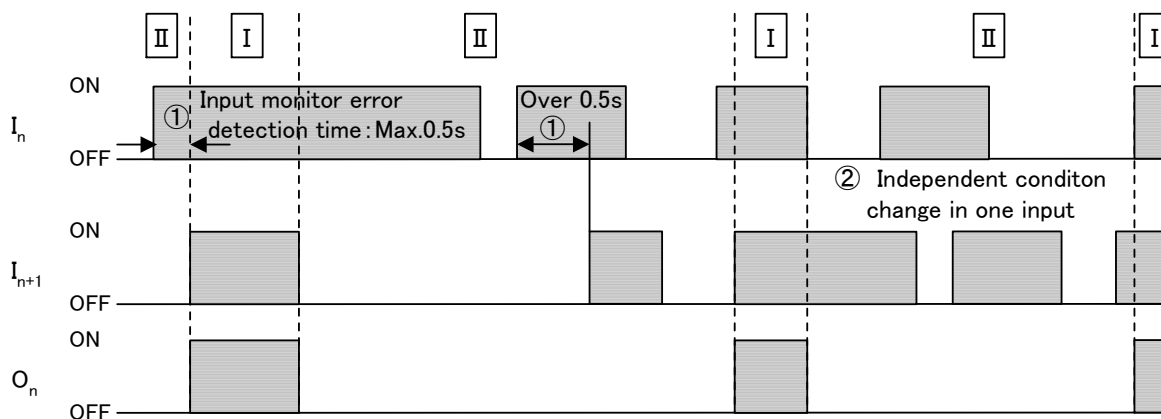 Ⅱ Ⅰ Ⅱ Ⅰ Ⅱ Ⅰ
ON
Iₙ
OFF
① Input monitor error
detection time：Max.0.5s
Over 0.5s
①
② Independent conditon
change in one input
ON
Iₙ₊₁
OFF
ON
Oₙ
OFF